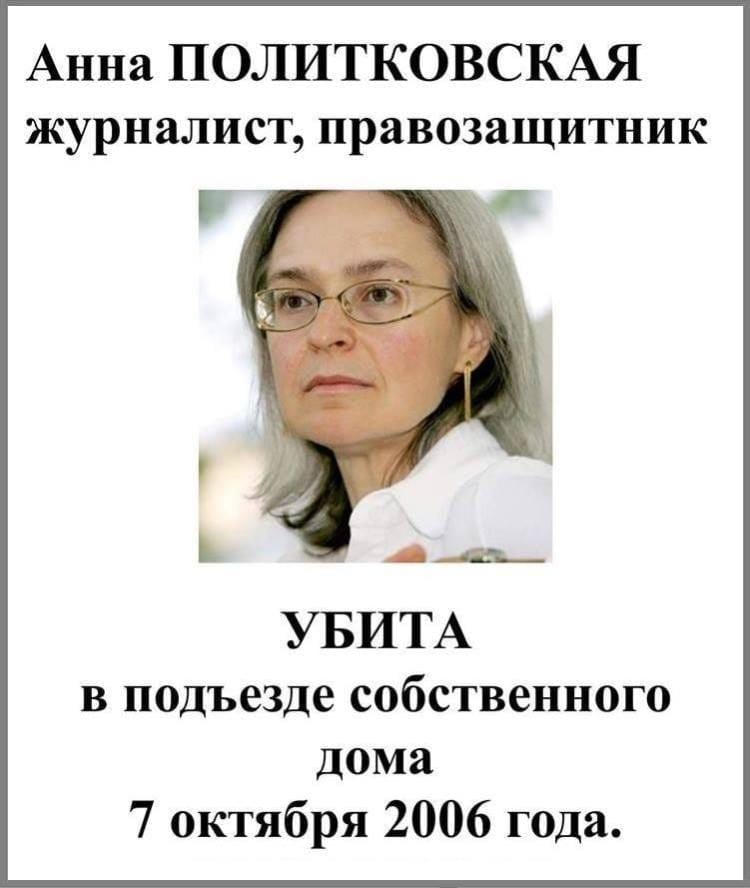 Анна ПОЛИТКОВСКАЯ
журналист, правозащитник
УБИТА
в подъезде собственного
дома
7 октября 2006 года.